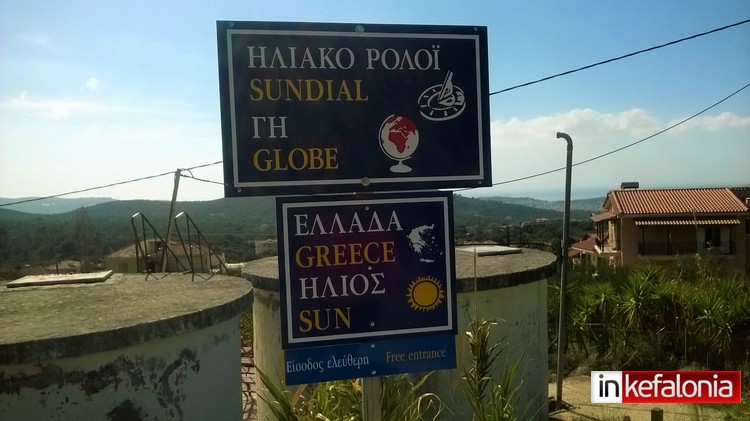 ΗΛΙΑΚΟ ΡΟΛΟΪ
SUNDIAL
ΓΗ
GLOBE
ΕΛΛΑΔΑ
GREECE
ΗΛΙΟΣ
SUN
Είσοδος ελεύθερη Free entrance
inkefalonia